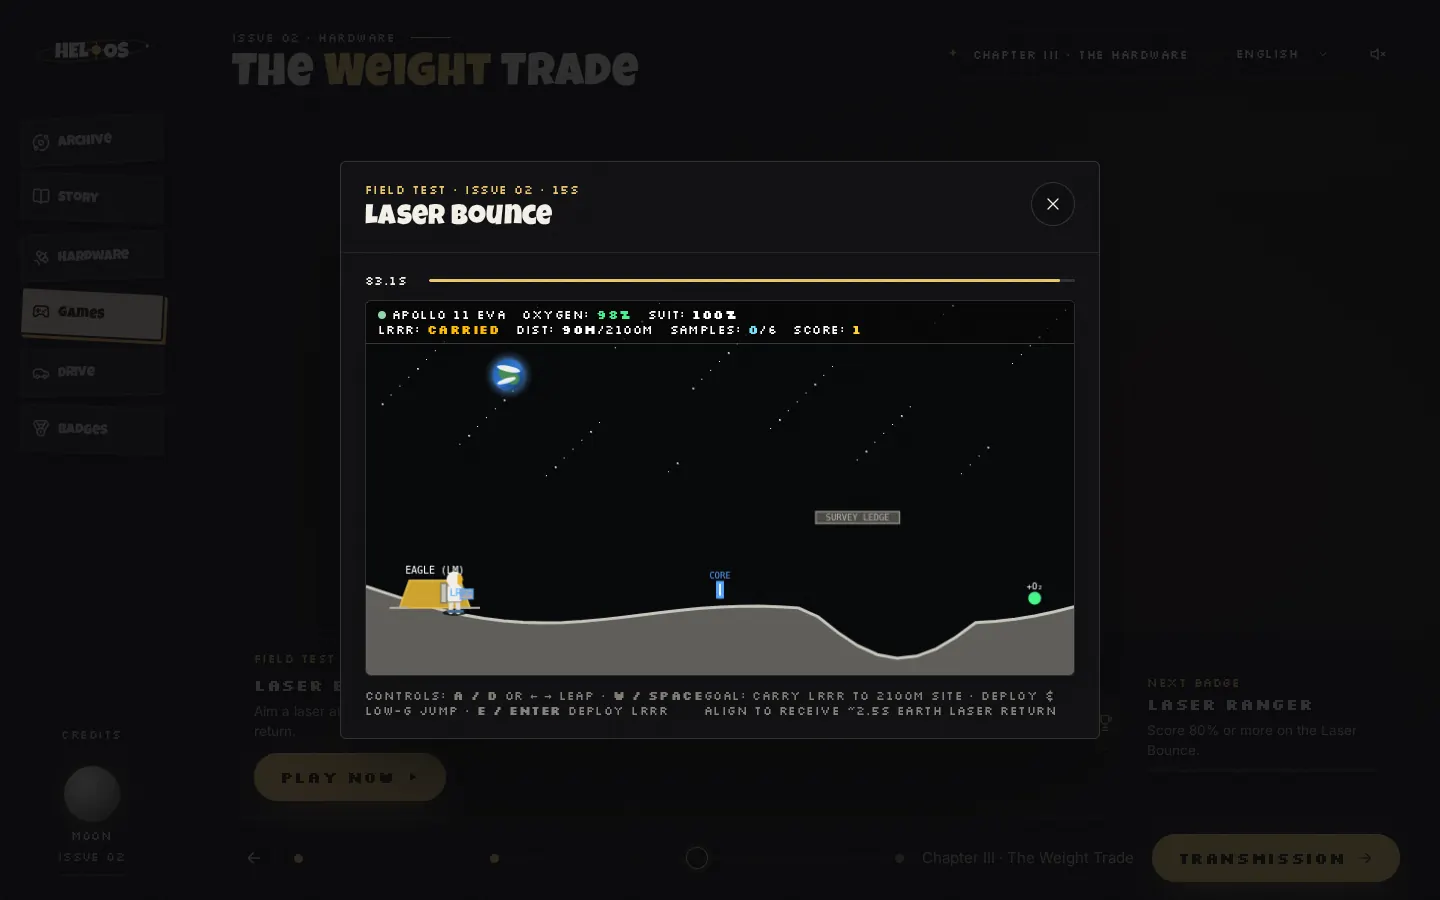 HELIOS
ISSUE 02 · HARDWARE
THE WEIGHT TRADE
CHAPTER III · THE HARDWARE
ENGLISH
ARCHIVE
STORY
HARDWARE
GAMES
DRIVE
BADGES
CREDITS
MOON
ISSUE 02
FIELD TEST · ISSUE 02 · 15S
LASER BOUNCE
83.1S
APOLLO 11 EVA OXYGEN: 98% SUIT: 100%
LRRR: CARRIED DIST: 90M/2100M SAMPLES: 0/6 SCORE: 1
SURVEY LEDGE
EAGLE (LM)
CORE
+O₂
CONTROLS: A / D OR ← → LEAP · W / SPACE
LOW-G JUMP · E / ENTER DEPLOY LRRR
GOAL: CARRY LRRR TO 2100M SITE · DEPLOY &
ALIGN TO RECEIVE ~2.5S EARTH LASER RETURN
FIELD TEST
LASER
Aim a laser
return.
PLAY NOW
NEXT BADGE
LASER RANGER
Score 80% or more on the Laser
Bounce.
Chapter III · The Weight Trade
TRANSMISSION →